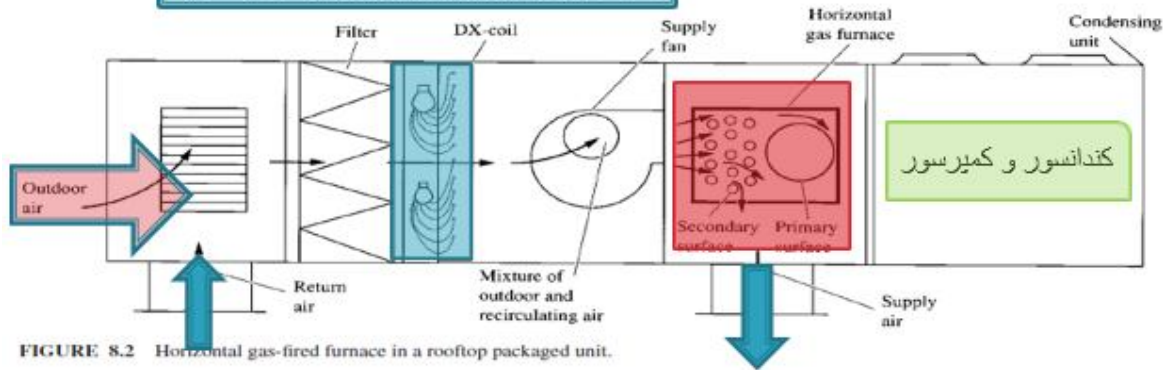 Filter
DX-coil
Supply
fan
Horizontal
gas furnace
Condensing
unit
Outdoor
air
کندانسور و کمپرسور
Secondary
surface
Primary
surface
Return
air
Mixture of
outdoor and
recirculating air
Supply
air
FIGURE 8.2 Horizontal gas-fired furnace in a rooftop packaged unit.